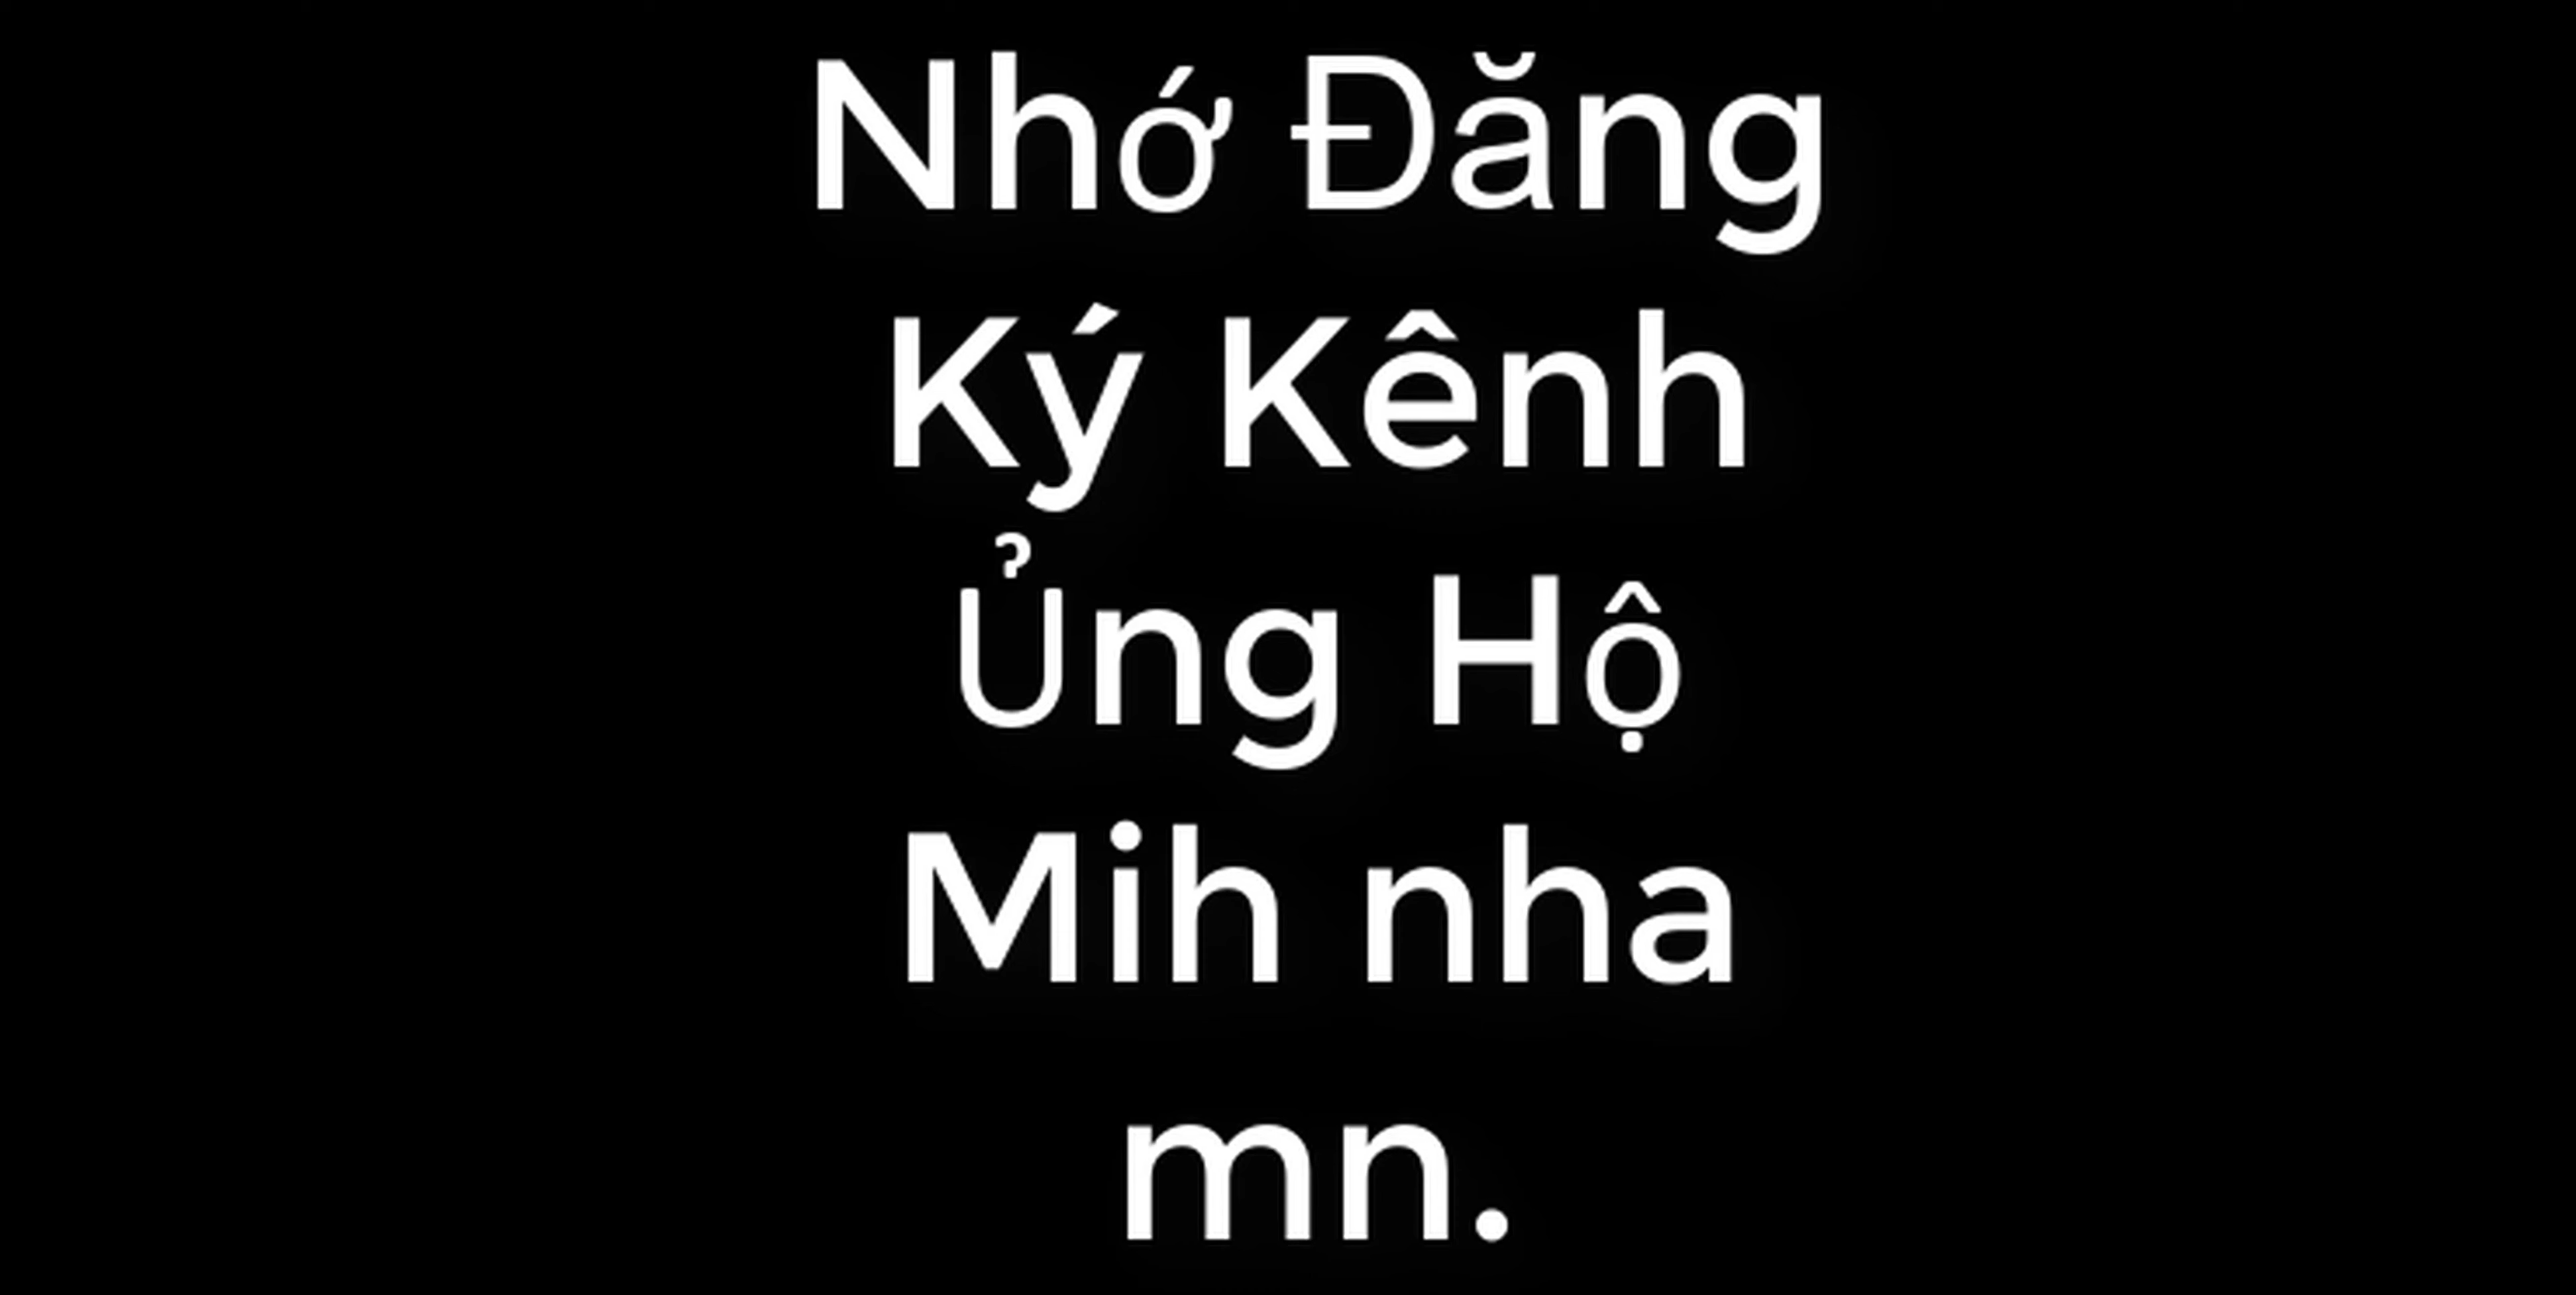 Nhớ Đăng
Ký Kênh
Ủng Hộ
Mih nha
mn.